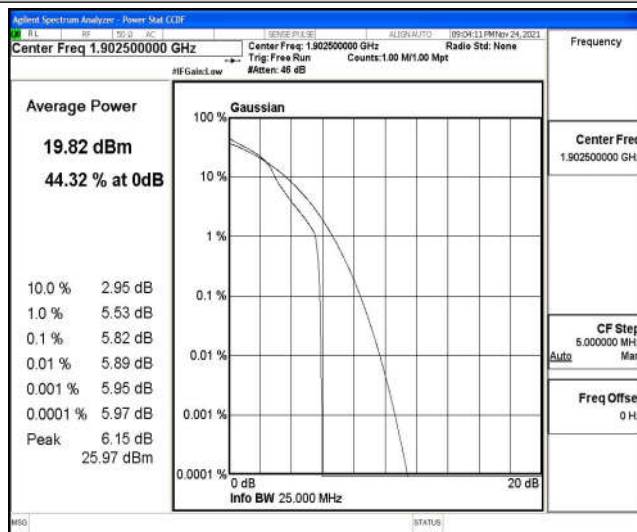 Agilent Spectrum Analyzer - Power Stat CCDF
RL RF 50 Ω AC SENSE:PULSE ALIGN AUTO 09:04:11 PM Nov 24, 2021
Center Freq 1.902500000 GHz
Center Freq: 1.902500000 GHz Radio Std: None
Trig: Free Run Counts:1.00 M/1.00 Mpt
#IFGain:Low #Atten: 46 dB
Frequency
Average Power
19.82 dBm
44.32 % at 0dB
10.0 % 2.95 dB
1.0 % 5.53 dB
0.1 % 5.82 dB
0.01 % 5.89 dB
0.001 % 5.95 dB
0.0001 % 5.97 dB
Peak 6.15 dB
25.97 dBm
Gaussian
100 %
10 %
1 %
0.1 %
0.01 %
0.001 %
0.0001 %
0 dB 20 dB
Info BW 25.000 MHz
Center Freq
1.902500000 GHz
CF Step
5.000000 MHz
Auto Man
Freq Offse
0 Hz
MSG STATUS